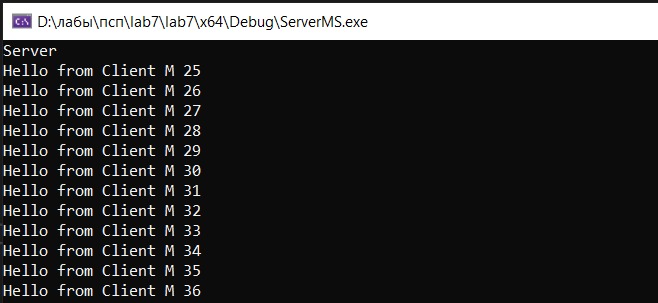 D:\лабы\псп\lab7\lab7\x64\Debug\ServerMS.exe
Server
Hello from Client M 25
Hello from Client M 26
Hello from Client M 27
Hello from Client M 28
Hello from Client M 29
Hello from Client M 30
Hello from Client M 31
Hello from Client M 32
Hello from Client M 33
Hello from Client M 34
Hello from Client M 35
Hello from Client M 36